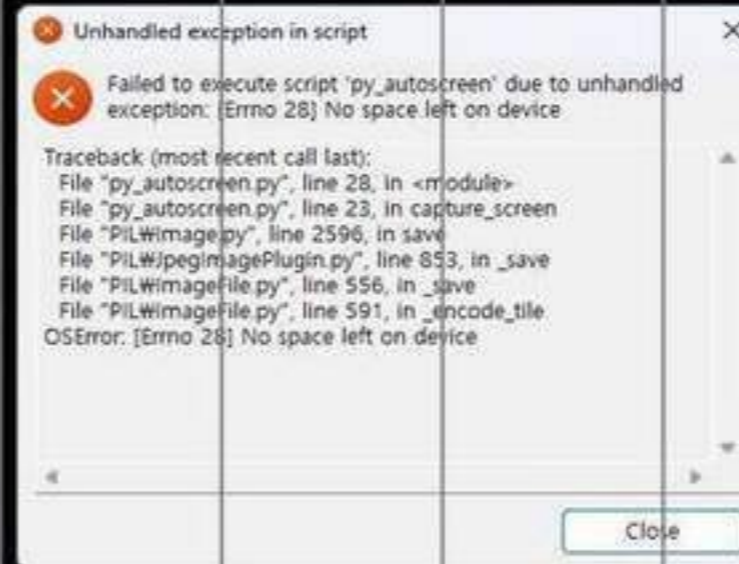 Unhandled exception in script
Failed to execute script 'py_autoscreen' due to unhandled
exception: [Errno 28] No space left on device
Traceback (most recent call last):
File "py_autoscreen.py", line 28, in <module>
File "py_autoscreen.py", line 23, in capture_screen
File "PIL₩Image.py", line 2596, in save
File "PIL₩JpegImagePlugin.py", line 853, in _save
File "PIL₩ImageFile.py", line 556, in _save
File "PIL₩ImageFile.py", line 591, in _encode_tile
OSError: [Errno 28] No space left on device
Close